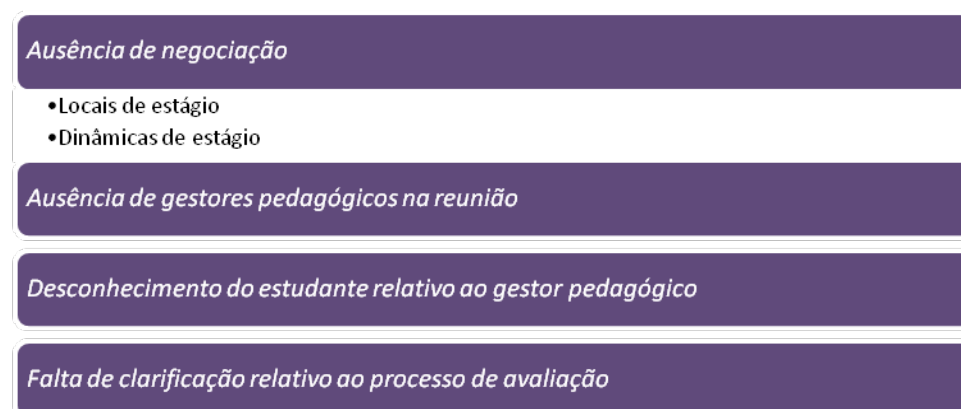 Ausência de negociação
•Locais de estágio
•Dinâmicas de estágio
Ausência de gestores pedagógicos na reunião
Desconhecimento do estudante relativo ao gestor pedagógico
Falta de clarificação relativo ao processo de avaliação